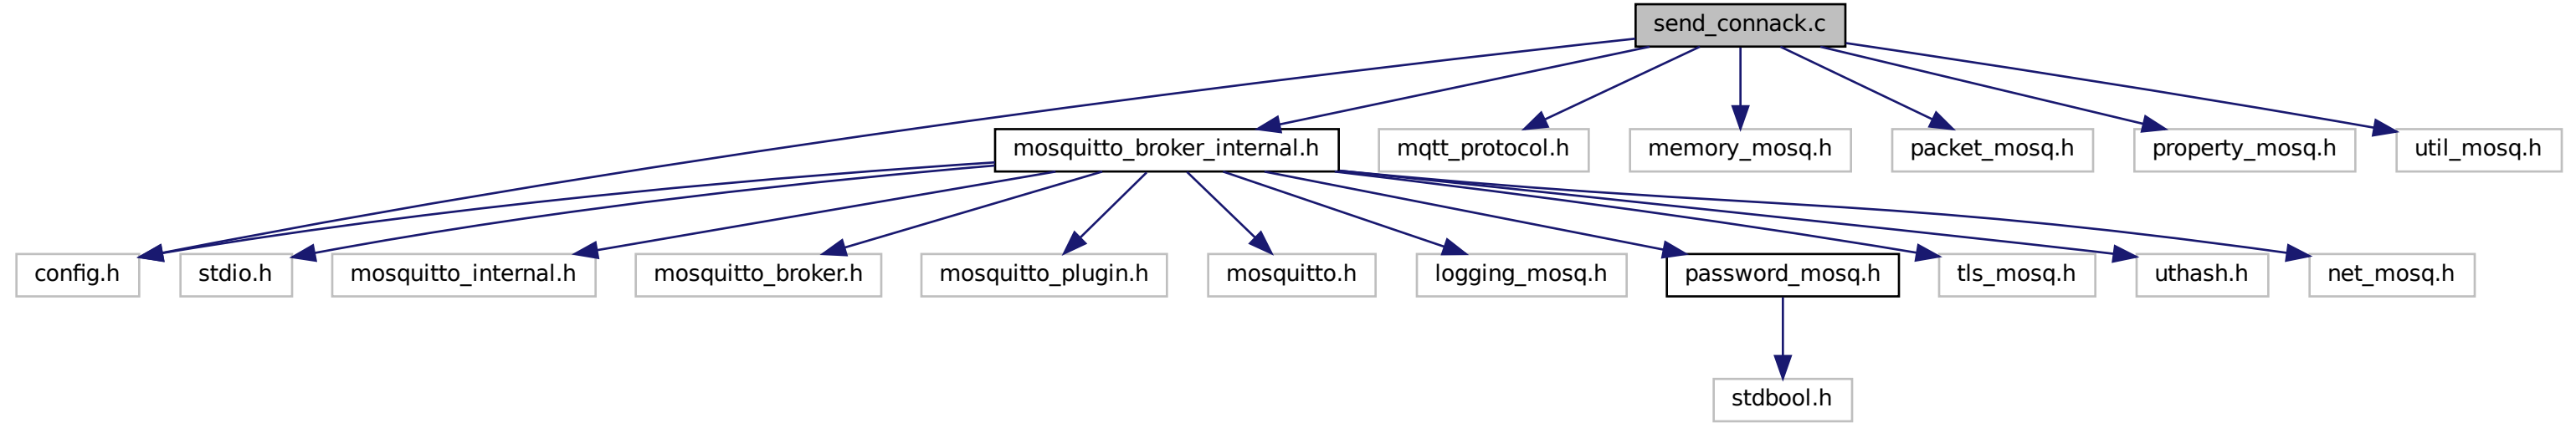 send_connack.c
mosquitto_broker_internal.h
mqtt_protocol.h
memory_mosq.h
packet_mosq.h
property_mosq.h
util_mosq.h
config.h
stdio.h
mosquitto_internal.h
mosquitto_broker.h
mosquitto_plugin.h
mosquitto.h
logging_mosq.h
password_mosq.h
tls_mosq.h
uthash.h
net_mosq.h
stdbool.h